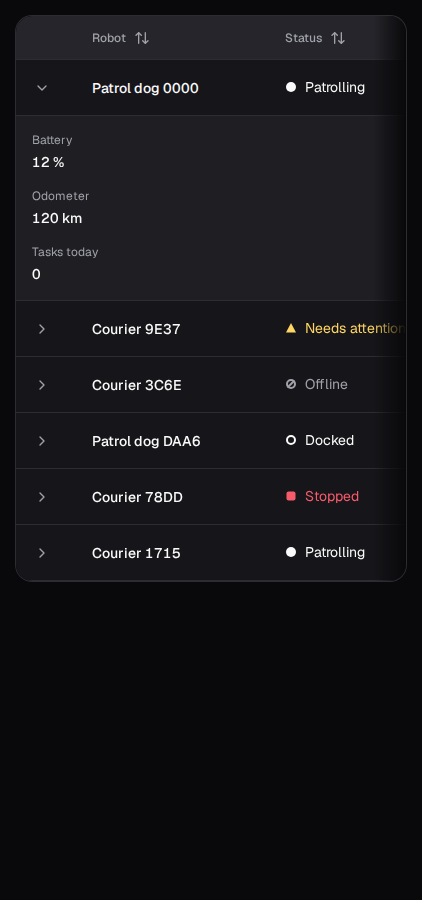 Robot Status
Patrol dog 0000 Patrolling
Battery
12 %
Odometer
120 km
Tasks today
0
Courier 9E37 Needs attention
Courier 3C6E Offline
Patrol dog DAA6 Docked
Courier 78DD Stopped
Courier 1715 Patrolling